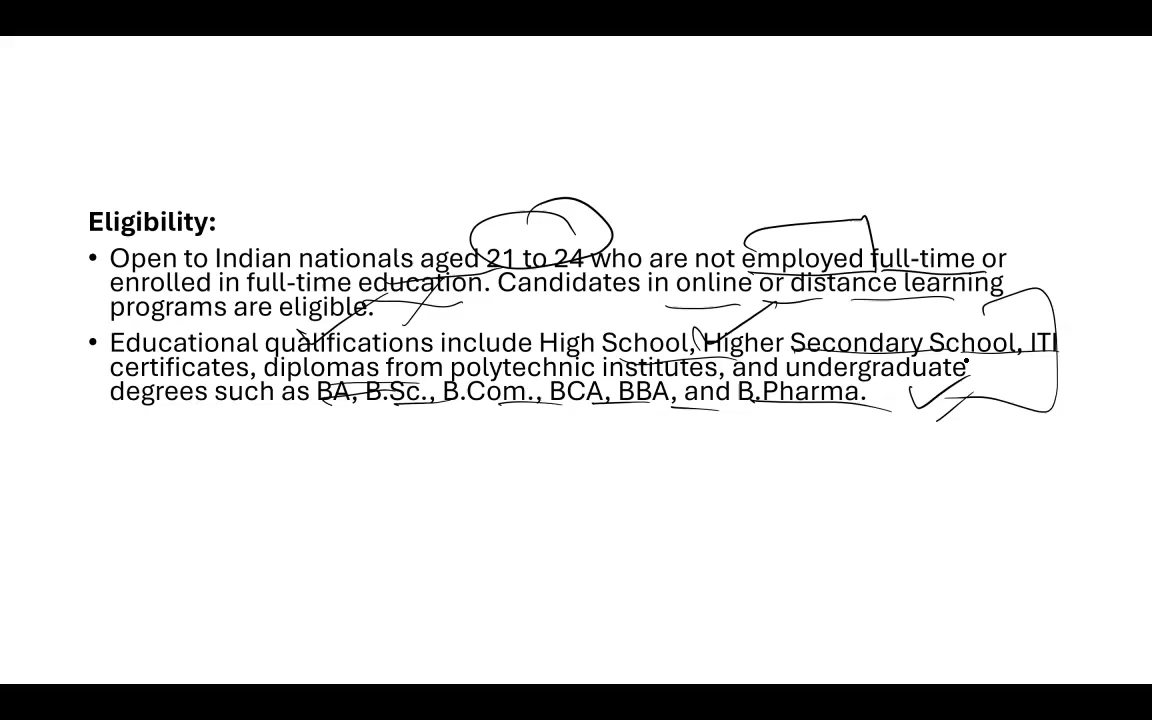 Eligibility:
• Open to Indian nationals aged 21 to 24 who are not employed full-time or
enrolled in full-time education. Candidates in online or distance learning
programs are eligible.
• Educational qualifications include High School, Higher Secondary School, ITI
certificates, diplomas from polytechnic institutes, and undergraduate
degrees such as BA, B.Sc., B.Com., BCA, BBA, and B.Pharma.